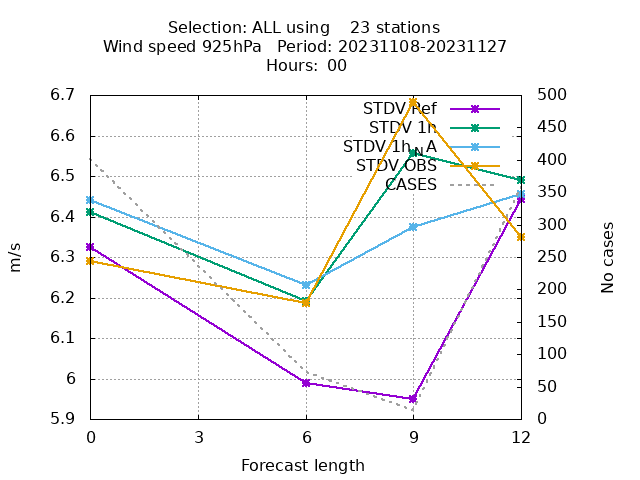 Selection: ALL using    23 stations
Wind speed 925hPa   Period: 20231108-20231127
Hours:  00
6.7
6.6
6.5
6.4
6.3
6.2
6.1
6
5.9
m/s
STDV Ref
STDV 1h
STDV 1h_NA
STDV OBS
CASES
500
450
400
350
300
250
200
150
100
50
0
No cases
0 3 6 9 12
Forecast length